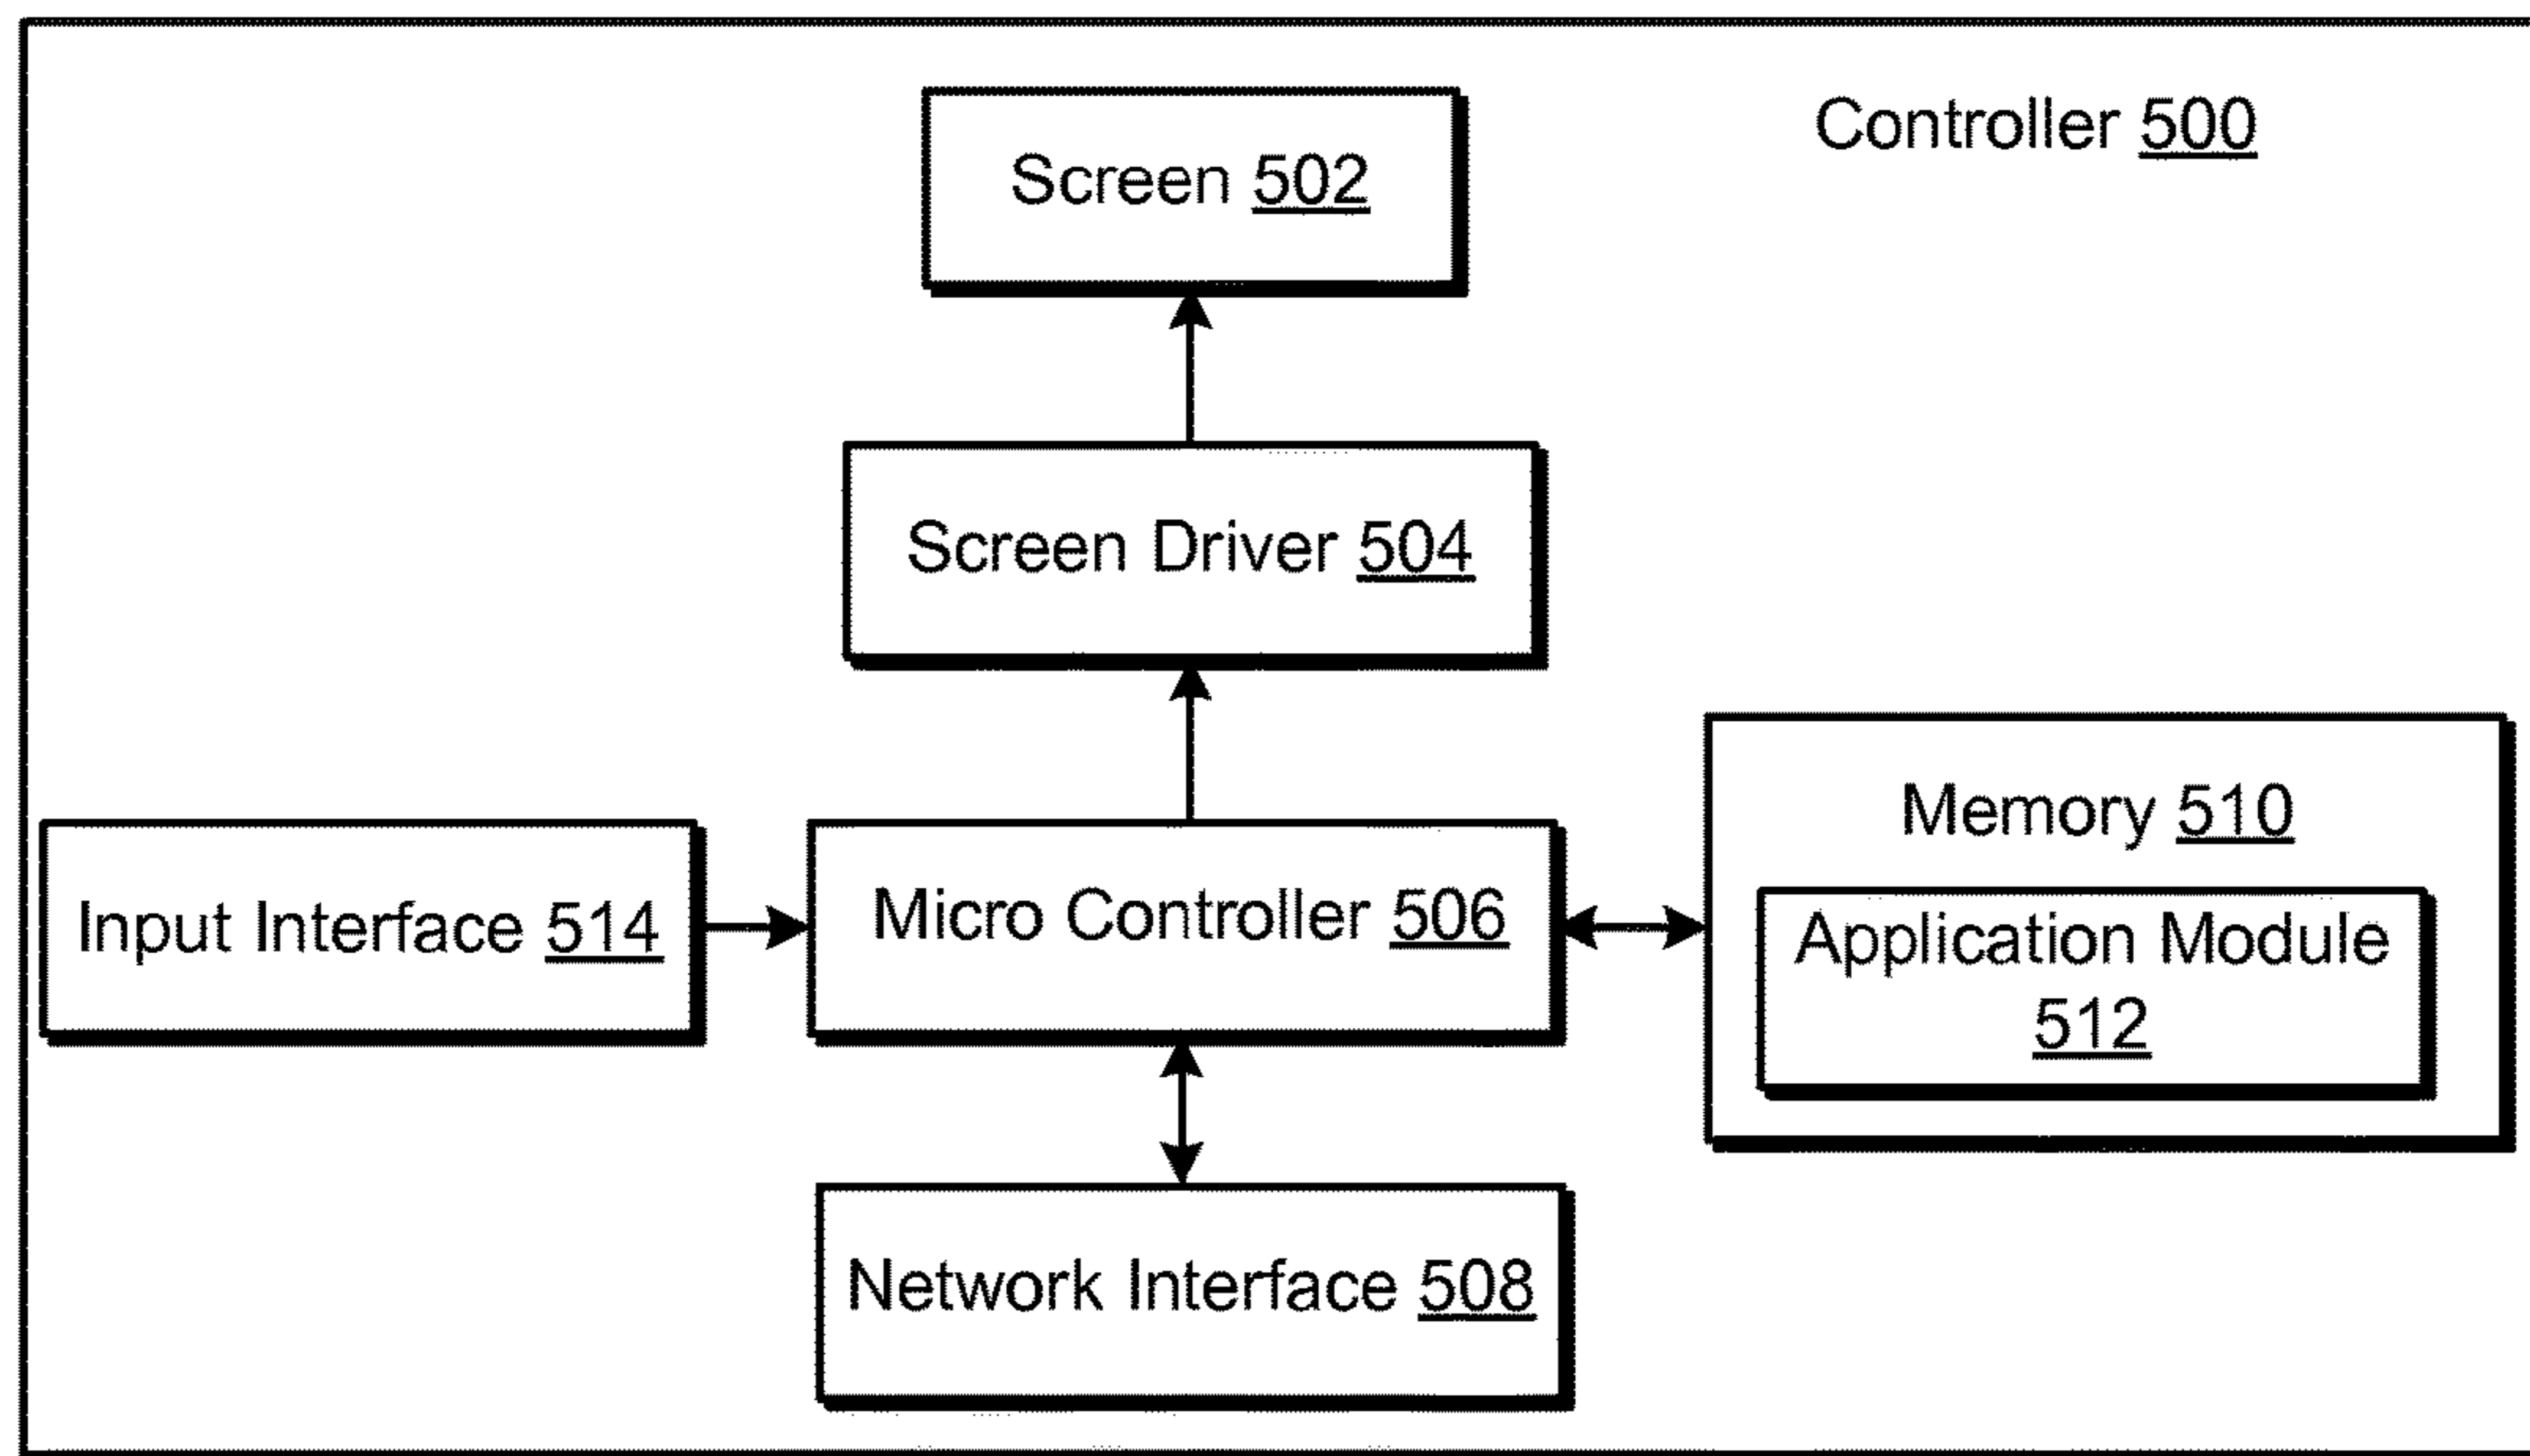 Controller 500
Screen 502
Screen Driver 504
Memory 510
Input Interface 514
Micro Controller 506
Application Module
512
Network Interface 508